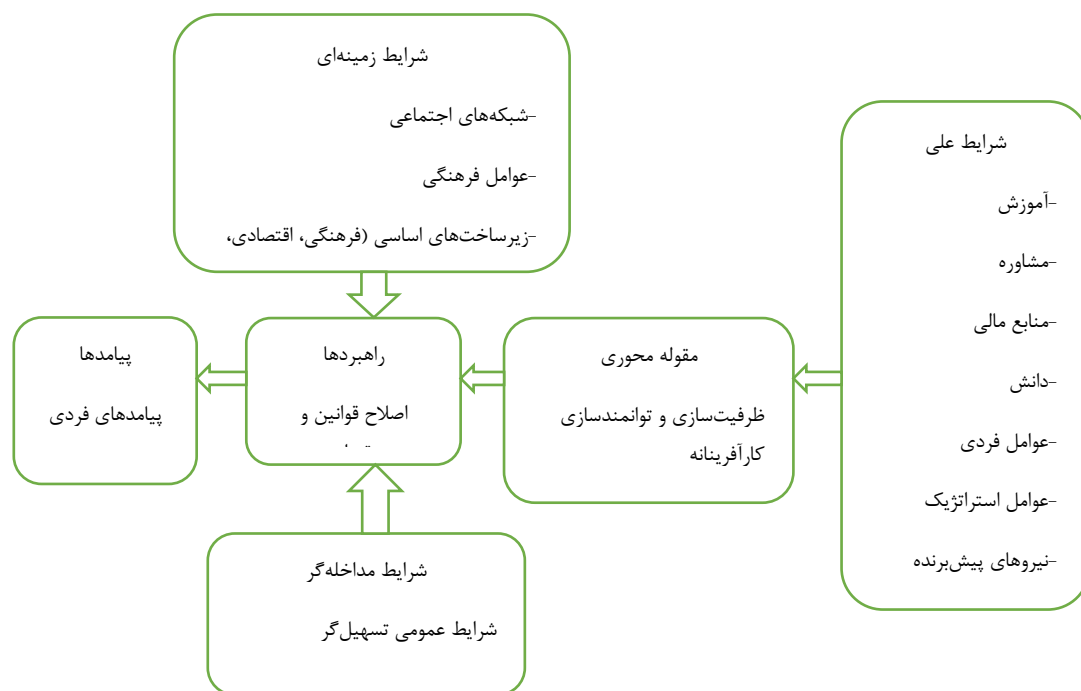 شرایط زمینه‌ای
-شبکه‌های اجتماعی
-عوامل فرهنگی
-زیرساخت‌های اساسی (فرهنگی، اقتصادی،
شرایط علی
-آموزش
-مشاوره
-منابع مالی
-دانش
-عوامل فردی
-عوامل استراتژیک
-نیروهای پیش‌برنده
مقوله محوری
ظرفیت‌سازی و توانمندسازی
کارآفرینانه
راهبردها
اصلاح قوانین و
پیامدها
پیامدهای فردی
شرایط مداخله‌گر
شرایط عمومی تسهیل‌گر